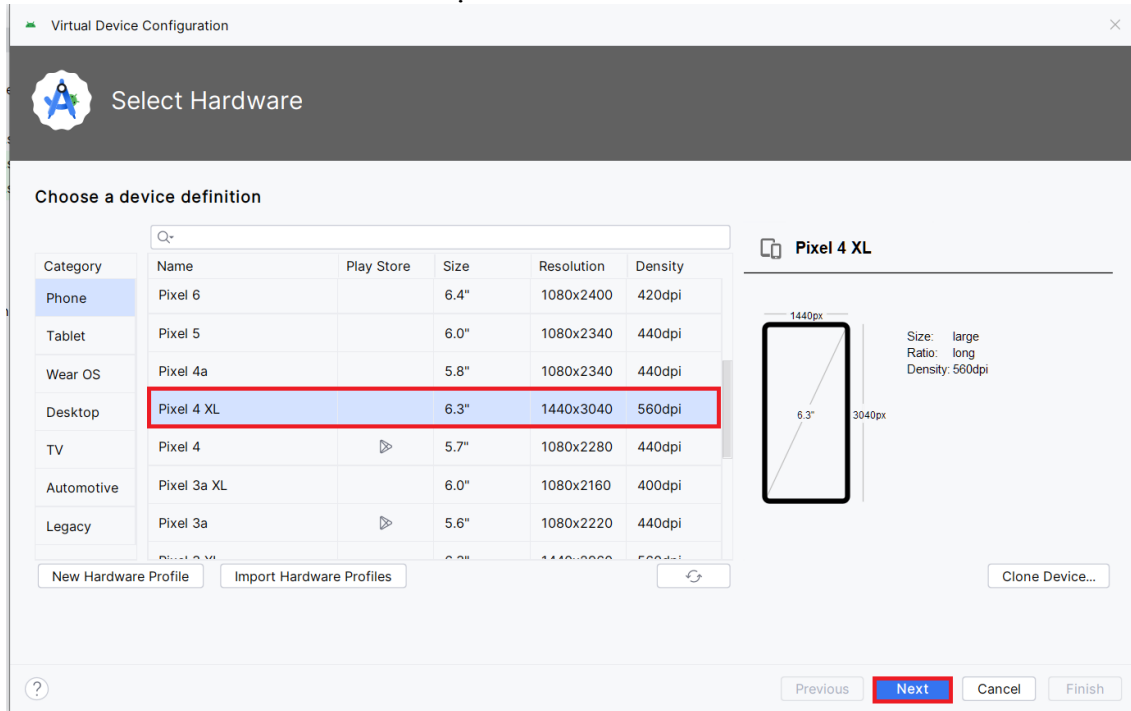 Virtual Device Configuration
Select Hardware
Choose a device definition
Category Name Play Store Size Resolution Density
Phone Pixel 6 6.4" 1080x2400 420dpi
Tablet Pixel 5 6.0" 1080x2340 440dpi
Wear OS Pixel 4a 5.8" 1080x2340 440dpi
Desktop Pixel 4 XL 6.3" 1440x3040 560dpi
TV Pixel 4 5.7" 1080x2280 440dpi
Automotive Pixel 3a XL 6.0" 1080x2160 400dpi
Legacy Pixel 3a 5.6" 1080x2220 440dpi
New Hardware Profile Import Hardware Profiles
Pixel 4 XL
1440px
6.3" 3040px
Size: large
Ratio: long
Density: 560dpi
Clone Device...
? Previous Next Cancel Finish